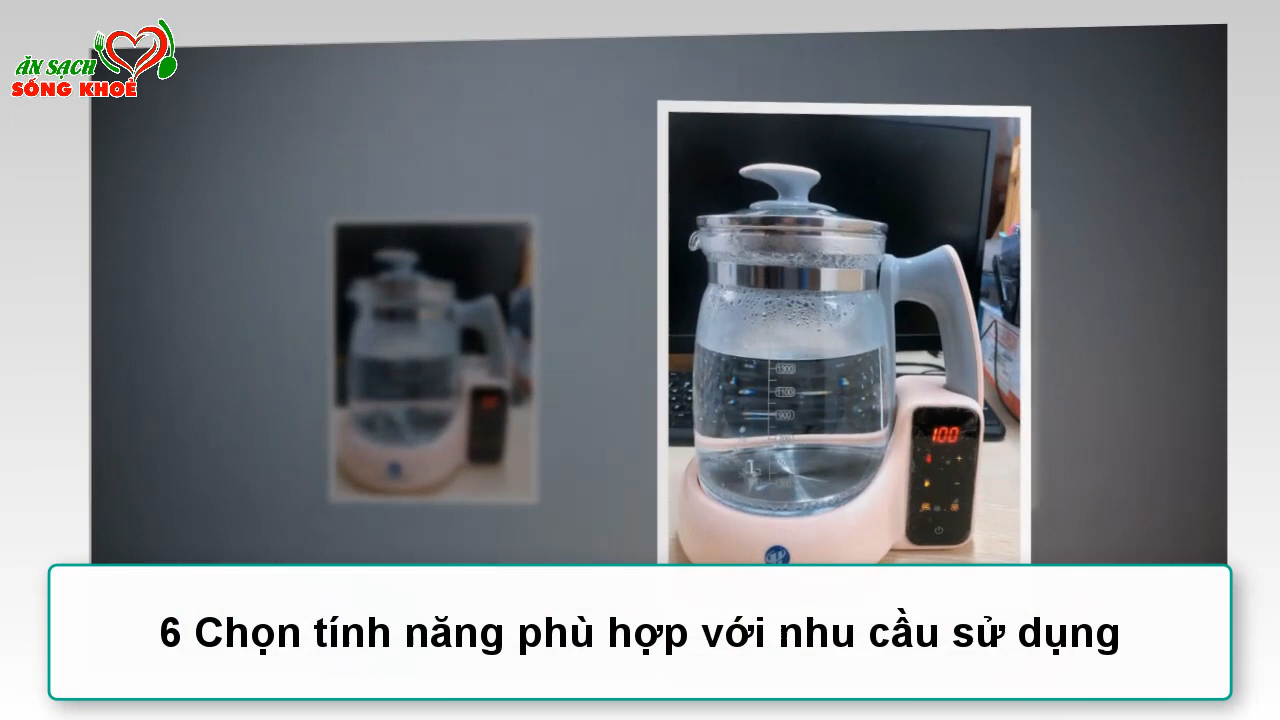 ĂN SẠCH
SỐNG KHOẺ
1300
1100
900
100
6 Chọn tính năng phù hợp với nhu cầu sử dụng